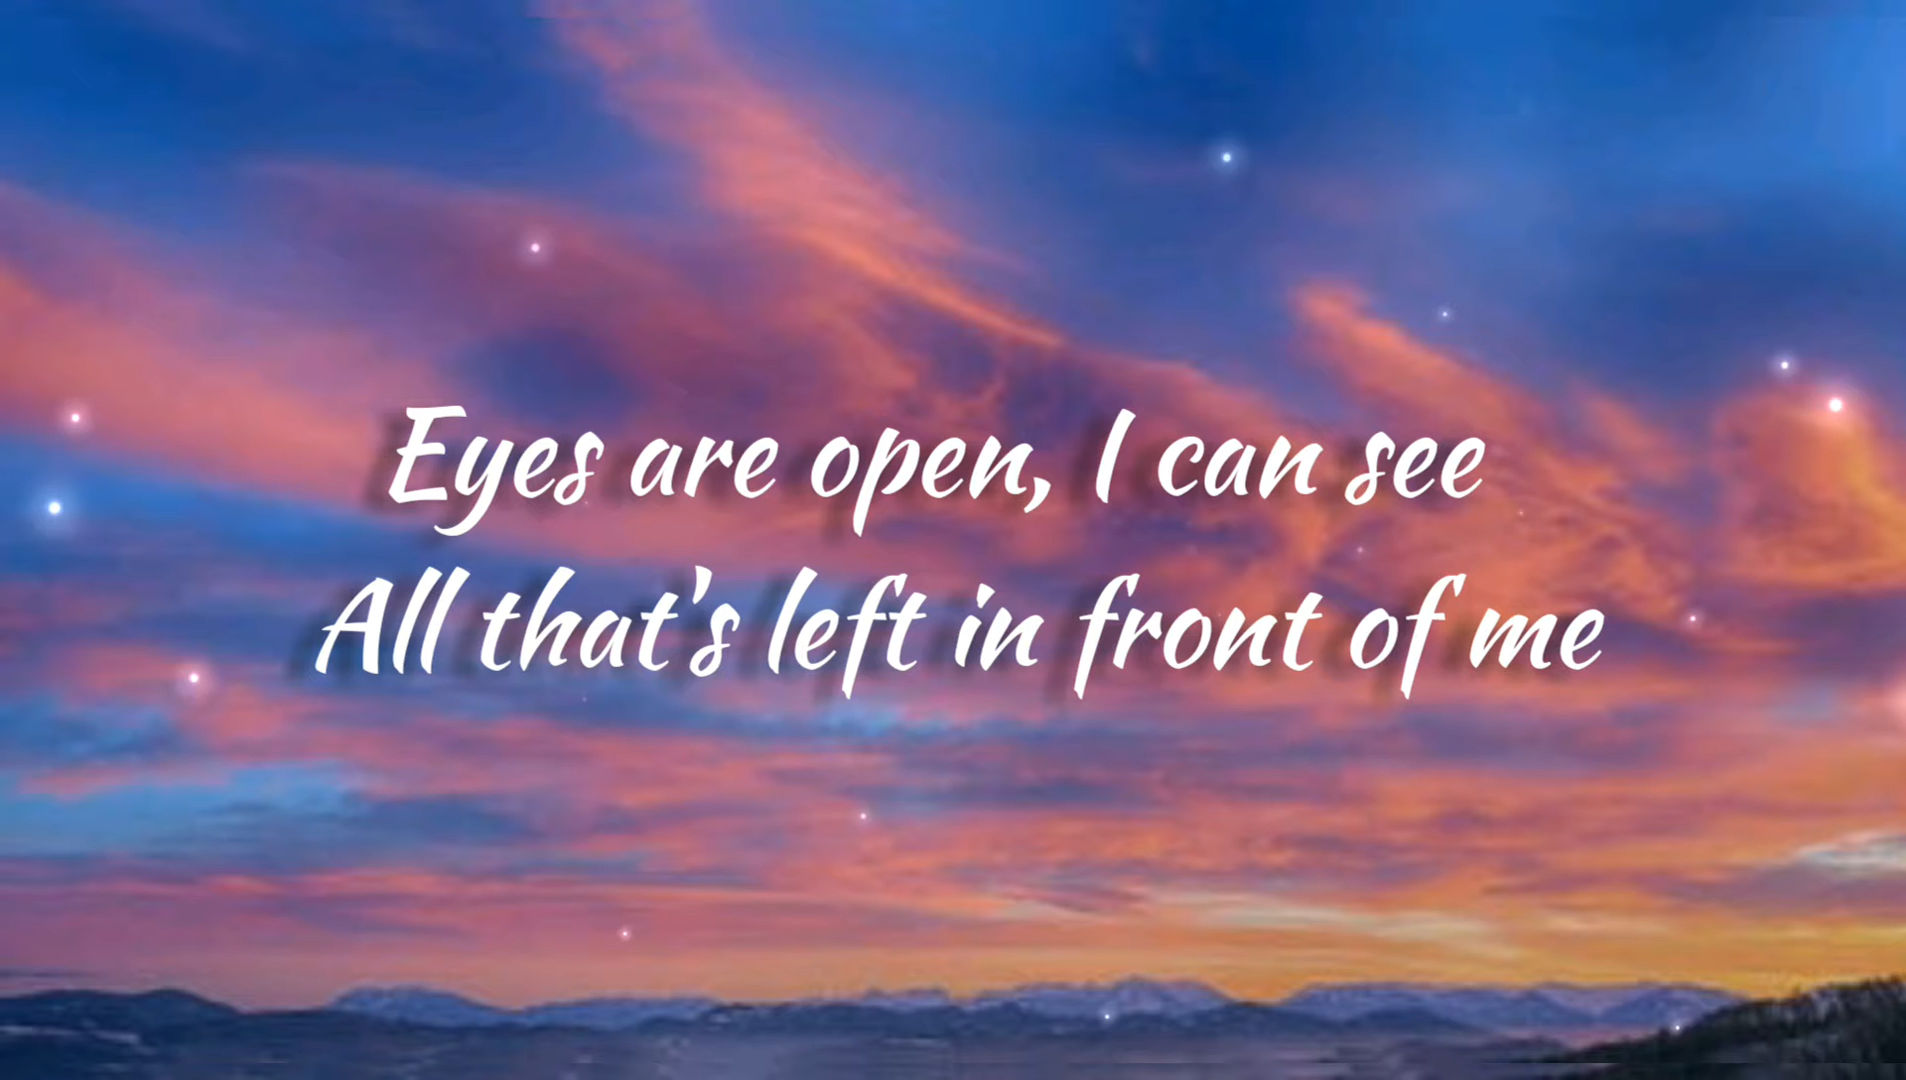 Eyes are open, I can see
All that's left in front of me